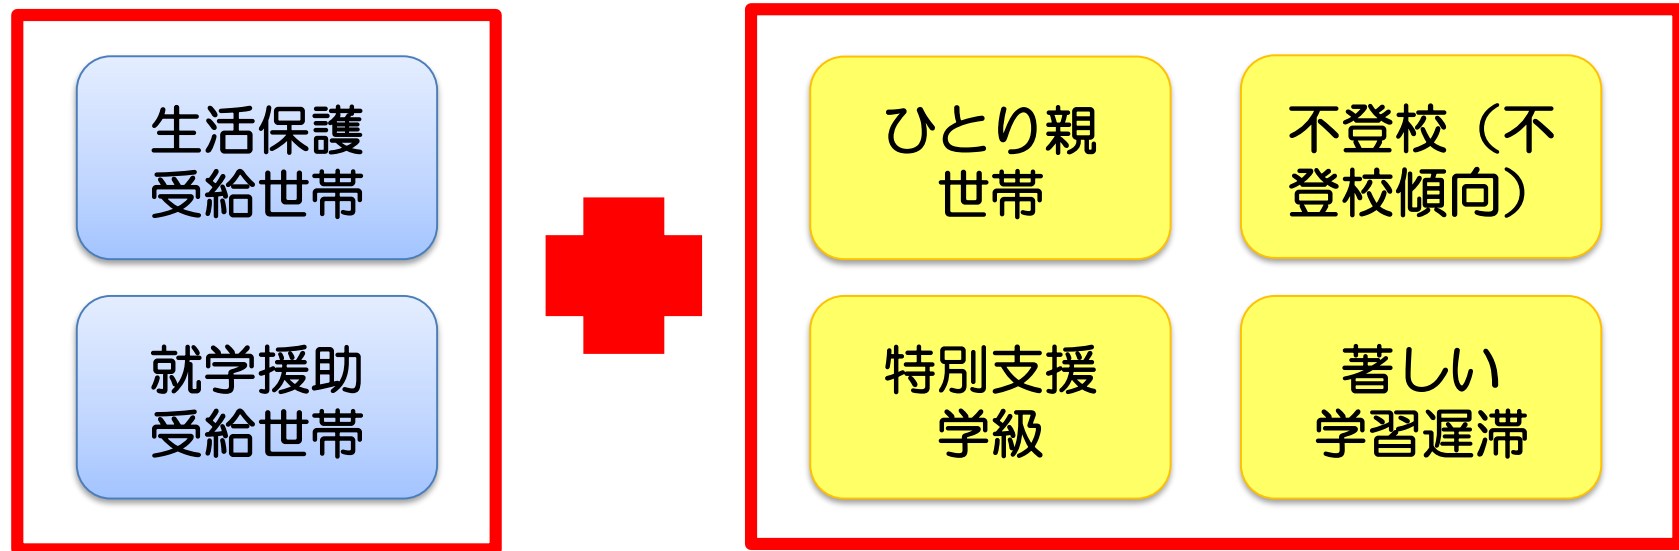 生活保護
受給世帯
就学援助
受給世帯
ひとり親
世帯
不登校（不
登校傾向）
特別支援
学級
著しい
学習遅滞